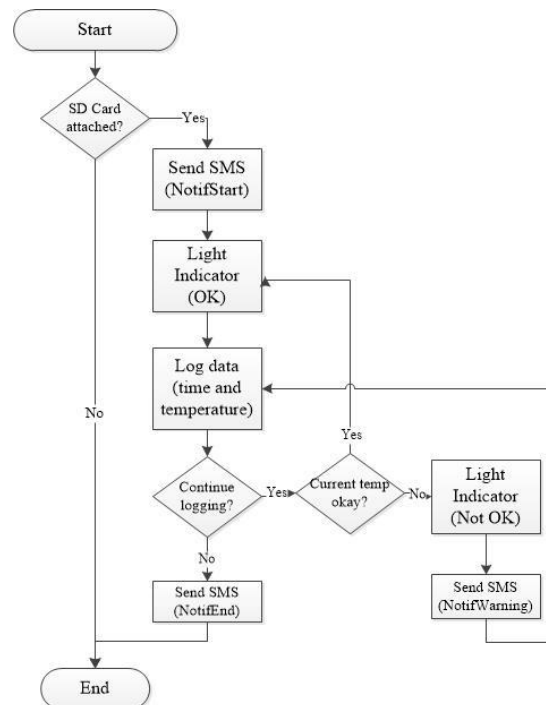 Start
SD Card
attached?
Yes
Send SMS
(NotifStart)
Light
Indicator
(OK)
Log data
(time and
temperature)
No
Yes
Continue
logging?
Yes
Current temp
okay?
No
Light
Indicator
(Not OK)
No
Send SMS
(NotifEnd)
Send SMS
(NotifWarning)
End